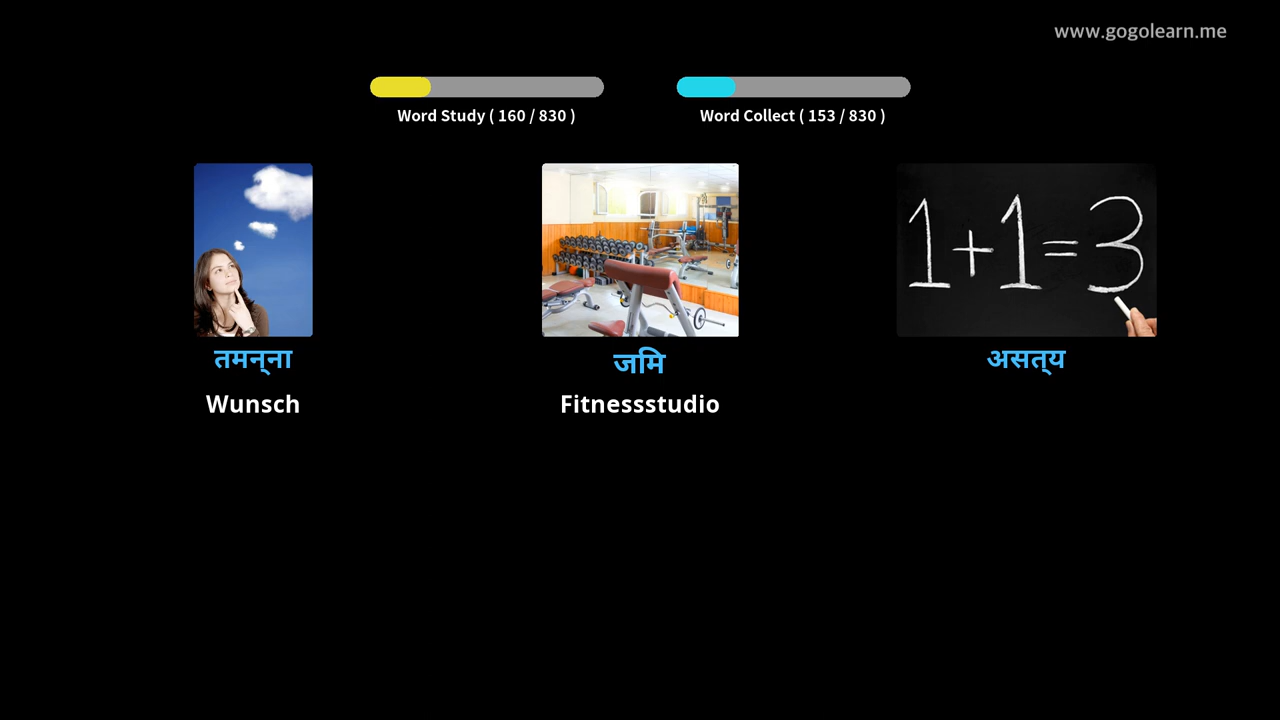 www.gogolearn.me
Word Study ( 160 / 830 )
Word Collect ( 153 / 830 )
1+1=3
तमन्ना
जमि
असत्य
Wunsch
Fitnessstudio